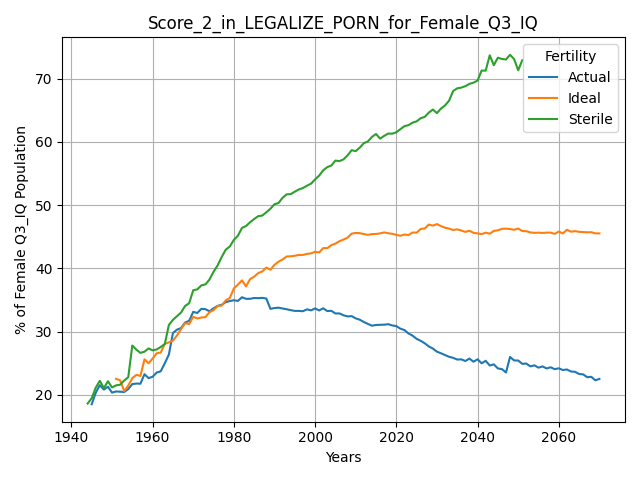 Score_2_in_LEGALIZE_PORN_for_Female_Q3_IQ
% of Female Q3_IQ Population
70
60
50
40
30
20
1940
1960
1980
2000
2020
2040
2060
Years
Fertility
Actual
Ideal
Sterile